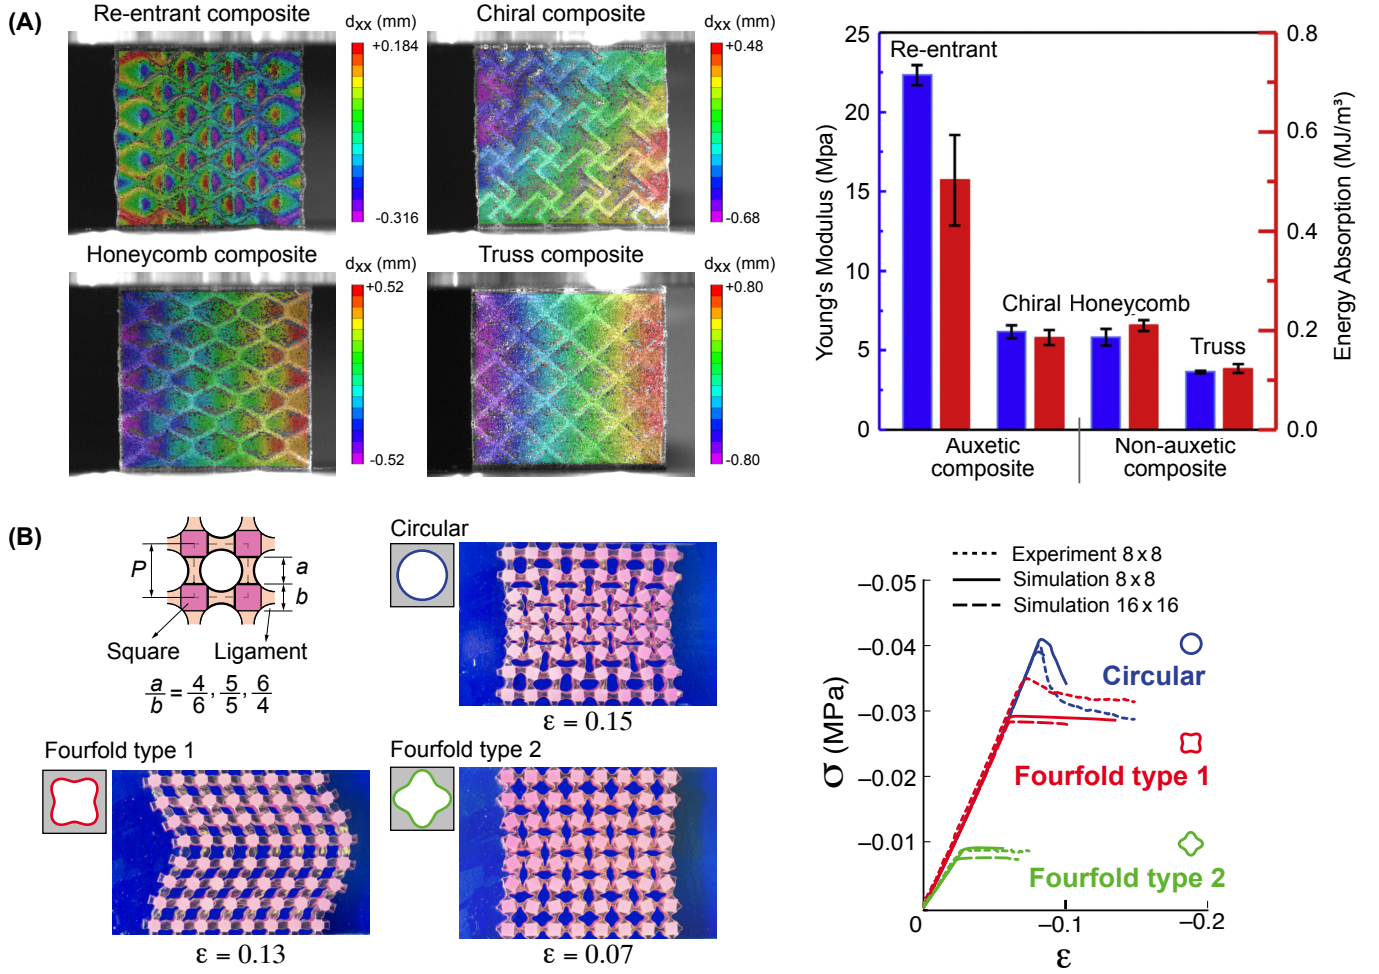 (A)
Re-entrant composite
dxx (mm)
+0.184
-0.316
Chiral composite
dxx (mm)
+0.48
-0.68
Honeycomb composite
dxx (mm)
+0.52
-0.52
Truss composite
dxx (mm)
+0.80
-0.80
25
20
15
10
5
0
Young's Modulus (Mpa)
Re-entrant
Chiral Honeycomb
Truss
0.8
0.6
0.4
0.2
0.0
Energy Absorption (MJ/m³)
Auxetic
composite
Non-auxetic
composite
(B)
P
a
b
Square
Ligament
a/b = 4/6, 5/5, 6/4
Circular
ε = 0.15
Fourfold type 1
ε = 0.13
Fourfold type 2
ε = 0.07
Experiment 8 x 8
Simulation 8 x 8
Simulation 16 x 16
−0.05
−0.04
−0.03
−0.02
−0.01
0
−0.1
−0.2
σ (MPa)
ε
Circular
Fourfold type 1
Fourfold type 2